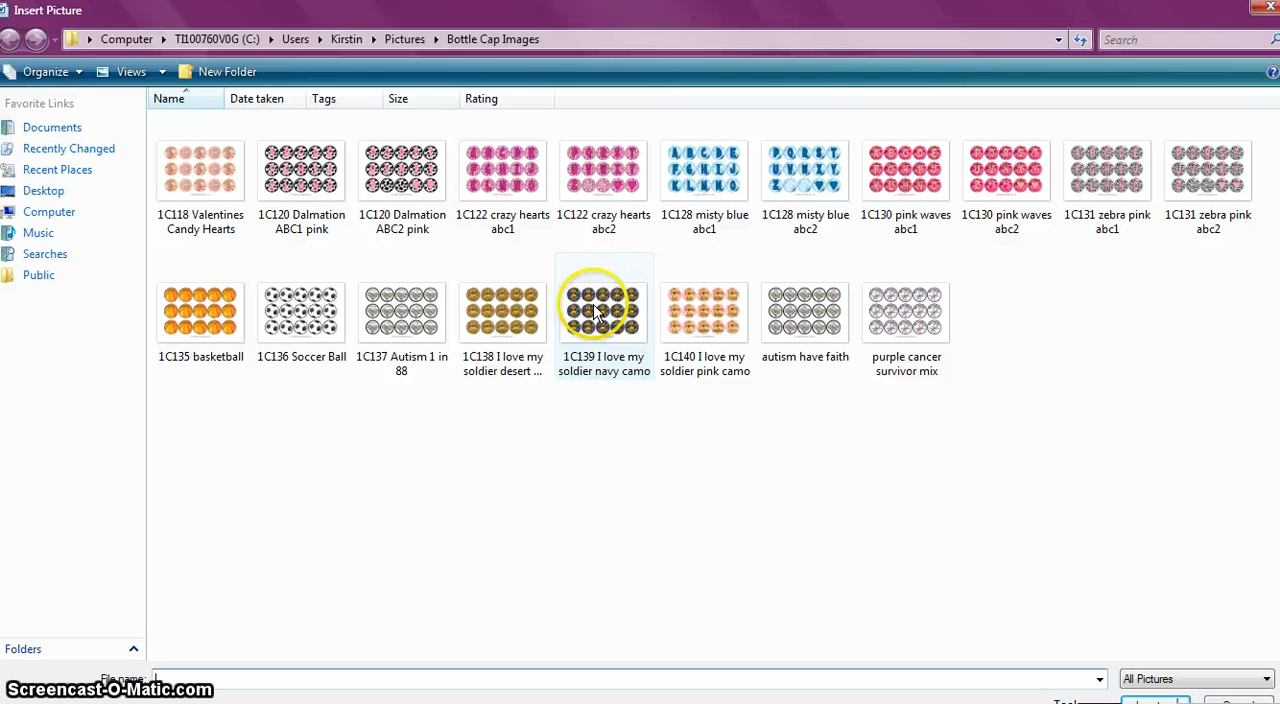 Insert Picture
Computer TI100760V0G (C:) Users Kirstin Pictures Bottle Cap Images Search
Organize Views New Folder
Favorite Links
Documents
Recently Changed
Recent Places
Desktop
Computer
Music
Searches
Public
Folders
Name Date taken Tags Size Rating
1C118 Valentines Candy Hearts
1C120 Dalmation ABC1 pink
1C120 Dalmation ABC2 pink
1C122 crazy hearts abc1
1C122 crazy hearts abc2
1C128 misty blue abc1
1C128 misty blue abc2
1C130 pink waves abc1
1C130 pink waves abc2
1C131 zebra pink abc1
1C131 zebra pink abc2
1C135 basketball
1C136 Soccer Ball
1C137 Autism 1 in 88
1C138 I love my soldier desert ...
1C139 I love my soldier navy camo
1C140 I love my soldier pink camo
autism have faith
purple cancer survivor mix
File name:
All Pictures
Screencast-O-Matic.com